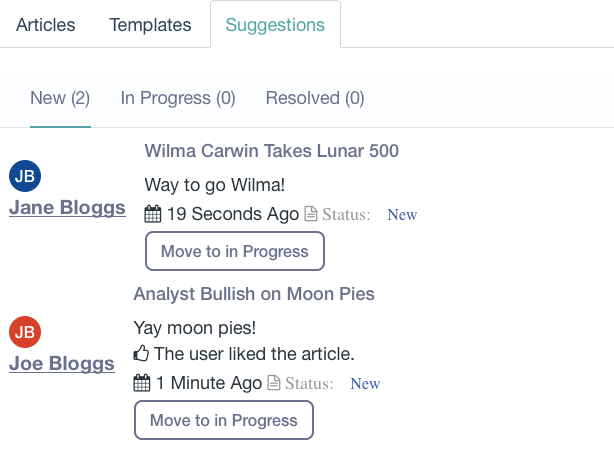 Articles Templates Suggestions
New (2) In Progress (0) Resolved (0)
Wilma Carwin Takes Lunar 500
JB
Way to go Wilma!
Jane Bloggs
19 Seconds Ago Status: New
Move to in Progress
Analyst Bullish on Moon Pies
JB
Yay moon pies!
Joe Bloggs
The user liked the article.
1 Minute Ago Status: New
Move to in Progress